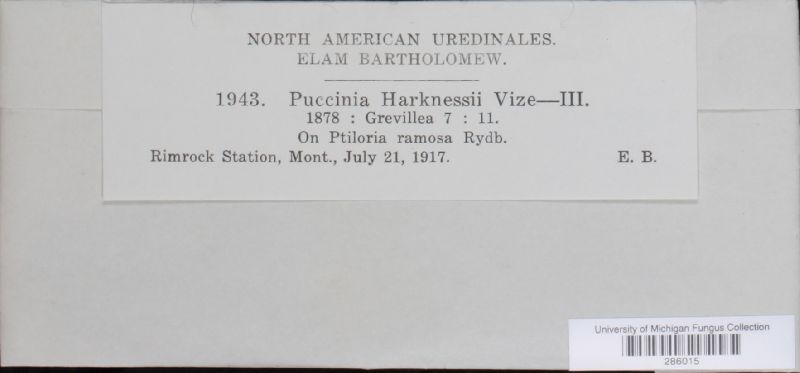 NORTH AMERICAN UREDINALES.
ELAM BARTHOLOMEW.
1943. Puccinia Harknessii Vize—III.
1878 : Grevillea 7 : 11.
On Ptiloria ramosa Rydb.
Rimrock Station, Mont., July 21, 1917. E. B.
University of Michigan Fungus Collection
286015